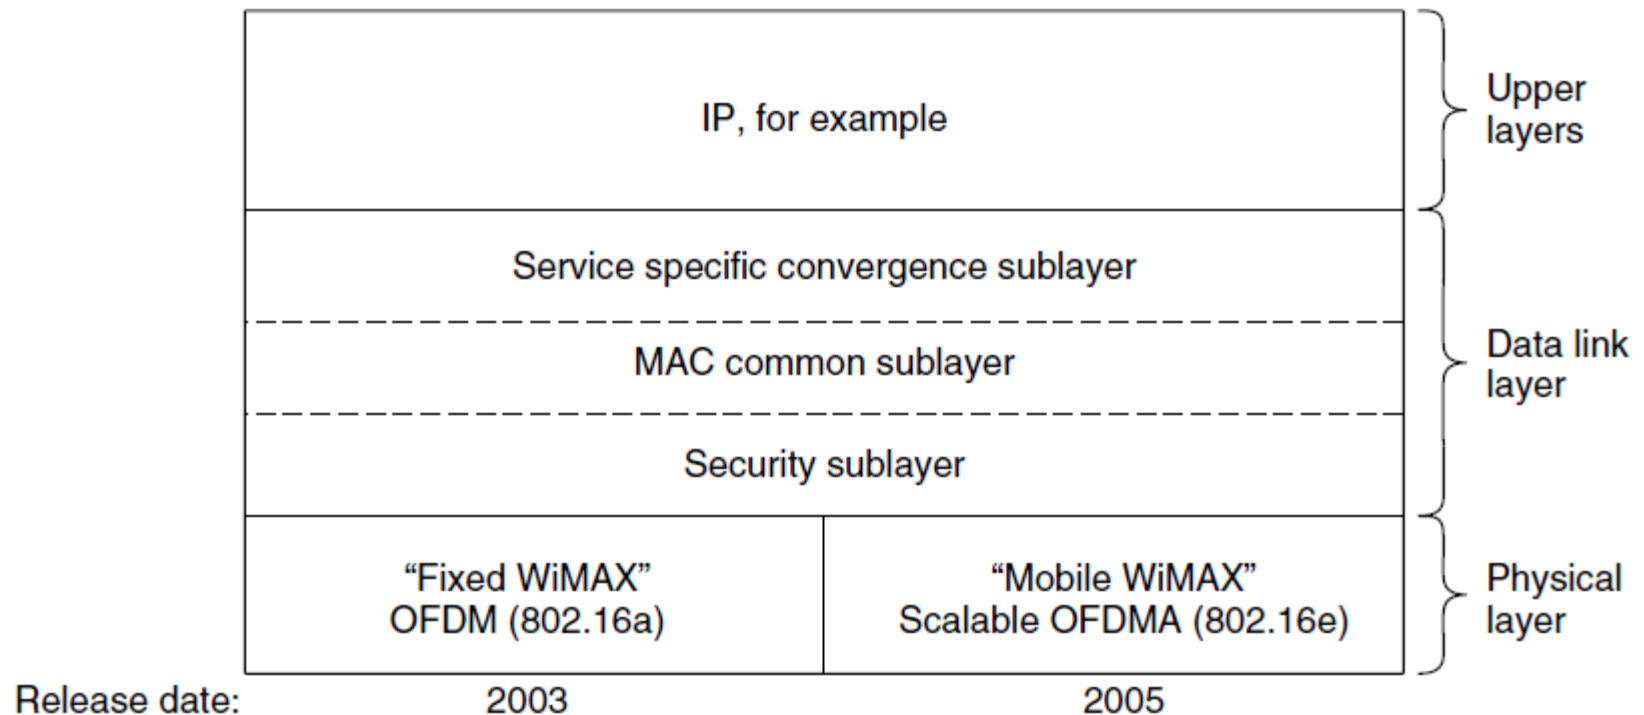 IP, for example
Upper
layers
Service specific convergence sublayer
MAC common sublayer
Data link
layer
Security sublayer
“Fixed WiMAX”
OFDM (802.16a)
“Mobile WiMAX”
Scalable OFDMA (802.16e)
Physical
layer
Release date:
2003
2005